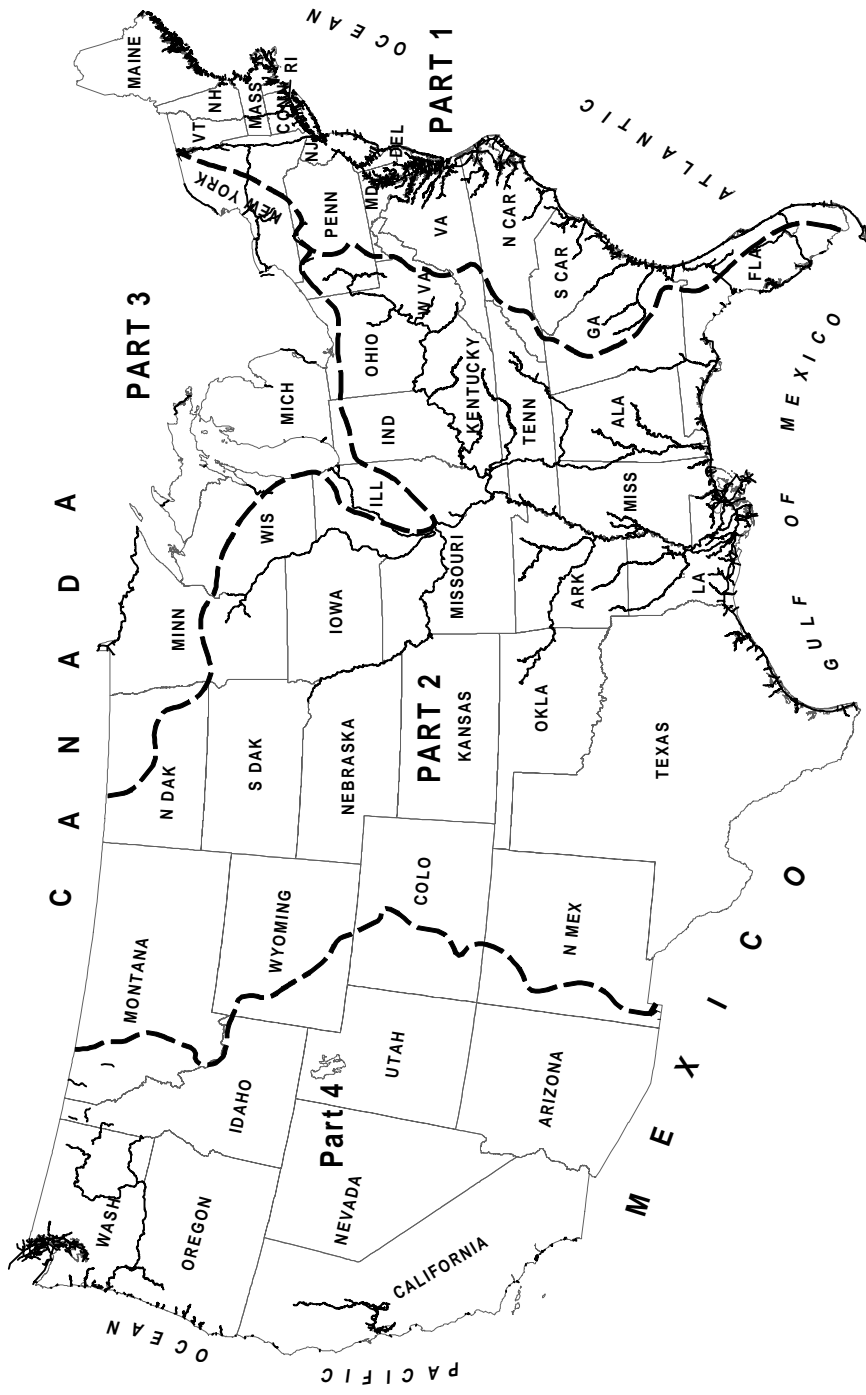 C A N A D A
PART 3
PART 1
PART 2
Part 4
WASH
OREGON
CALIFORNIA
NEVADA
IDAHO
MONTANA
WYOMING
UTAH
ARIZONA
COLO
N MEX
N DAK
S DAK
NEBRASKA
KANSAS
OKLA
TEXAS
MINN
IOWA
MISSOURI
ARK
LA
WIS
ILL
MICH
IND
OHIO
KENTUCKY
TENN
MISS
ALA
GA
FLA
S CAR
N CAR
VA
W VA
MD
DEL
PENN
NJ
NEW YORK
CONN
RI
MASS
VT
NH
MAINE
PACIFIC
OCEAN
ATLANTIC
OCEAN
GULF OF MEXICO
M E X I C O